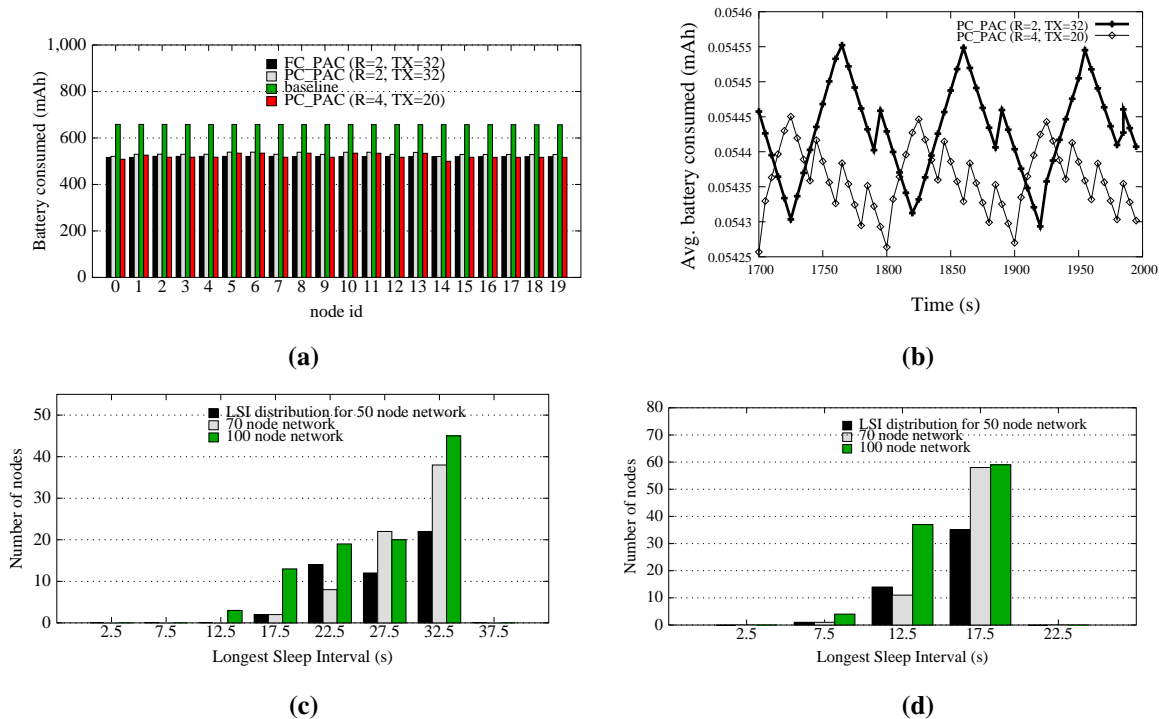 1,000
800
600
400
200
0
Battery consumed (mAh)
FC_PAC (R=2, TX=32)
PC_PAC (R=2, TX=32)
baseline
PC_PAC (R=4, TX=20)
0 1 2 3 4 5 6 7 8 9 10 11 12 13 14 15 16 17 18 19
node id
(a)
0.0546
0.05455
0.0545
0.05445
0.0544
0.05435
0.0543
0.05425
Avg. battery consumed (mAh)
PC_PAC (R=2, TX=32)
PC_PAC (R=4, TX=20)
1700 1750 1800 1850 1900 1950 2000
Time (s)
(b)
50
40
30
20
10
0
Number of nodes
LSI distribution for 50 node network
70 node network
100 node network
2.5 7.5 12.5 17.5 22.5 27.5 32.5 37.5
Longest Sleep Interval (s)
(c)
80
70
60
50
40
30
20
10
0
Number of nodes
LSI distribution for 50 node network
70 node network
100 node network
2.5 7.5 12.5 17.5 22.5
Longest Sleep Interval (s)
(d)